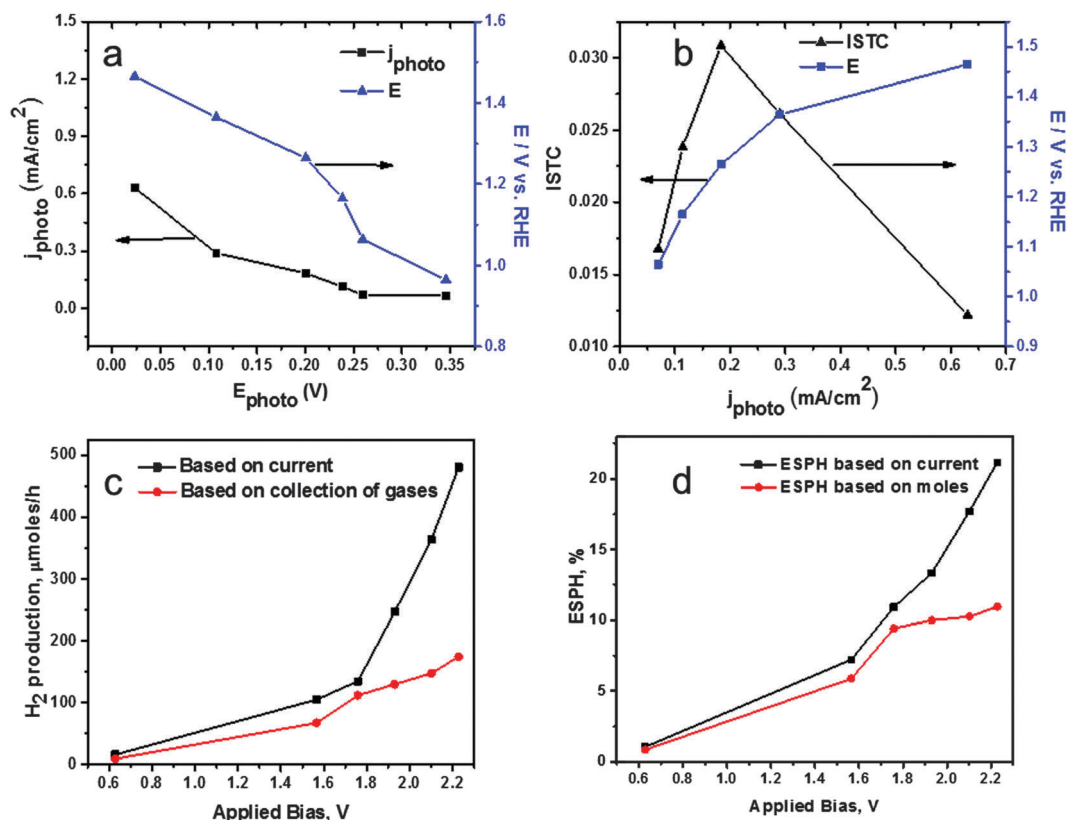 a
j_photo
E
j_photo (mA/cm²)
1.5
1.2
0.9
0.6
0.3
0.0
1.6
1.4
1.2
1.0
0.8
E / V vs. RHE
0.00 0.05 0.10 0.15 0.20 0.25 0.30 0.35
E_photo (V)
b
ISTC
E
ISTC
0.030
0.025
0.020
0.015
0.010
1.5
1.4
1.3
1.2
1.1
1.0
0.9
E / V vs. RHE
0.0 0.1 0.2 0.3 0.4 0.5 0.6 0.7
j_photo (mA/cm²)
c
Based on current
Based on collection of gases
H₂ production, μmoles/h
500
400
300
200
100
0
0.6 0.8 1.0 1.2 1.4 1.6 1.8 2.0 2.2
Applied Bias, V
d
ESPH based on current
ESPH based on moles
ESPH, %
20
15
10
5
0
0.6 0.8 1.0 1.2 1.4 1.6 1.8 2.0 2.2
Applied Bias, V